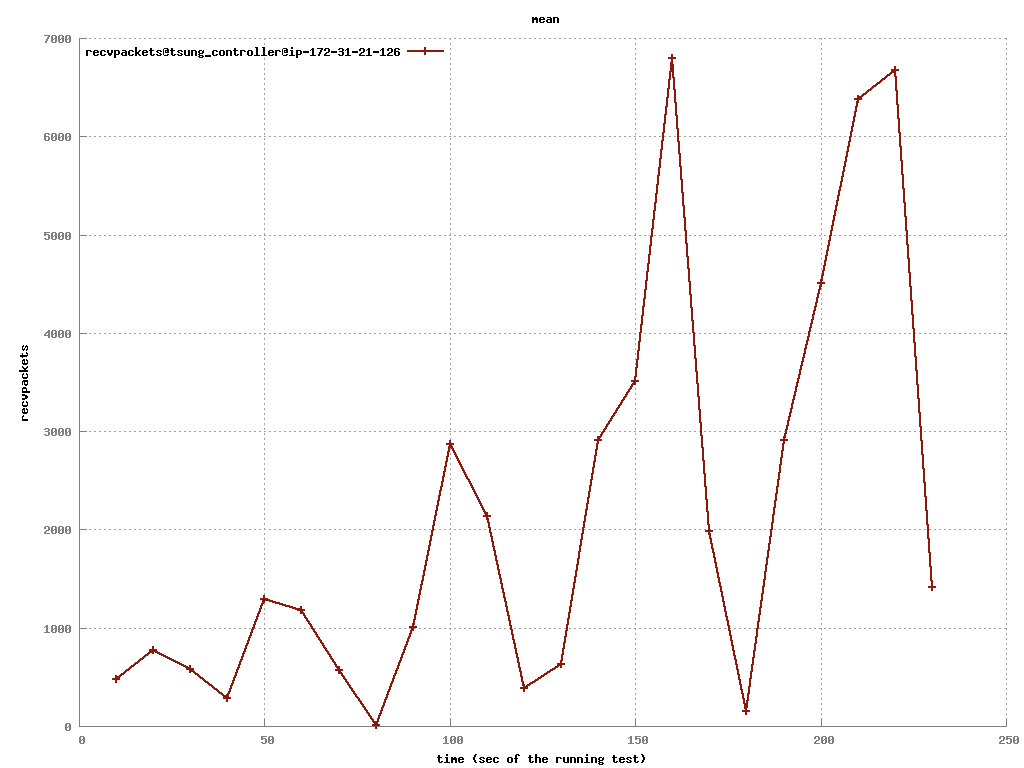 mean
7000
recvpackets@tsung_controller@ip-172-31-21-126
6000
5000
4000
recvpackets
3000
2000
1000
0
0 50 100 150 200 250
time (sec of the running test)